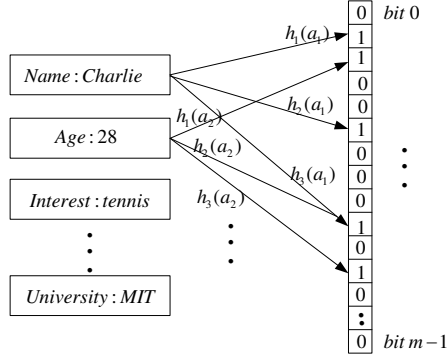 0 bit 0
h₁(a₁) 1
1
Name : Charlie 0
h₂(a₁) 0
h₁(a₂) 1
Age : 28 h₂(a₂) 0
h₃(a₁) 0
h₃(a₂) 0
Interest : tennis 1
0
1
University : MIT 0
0 bit m−1